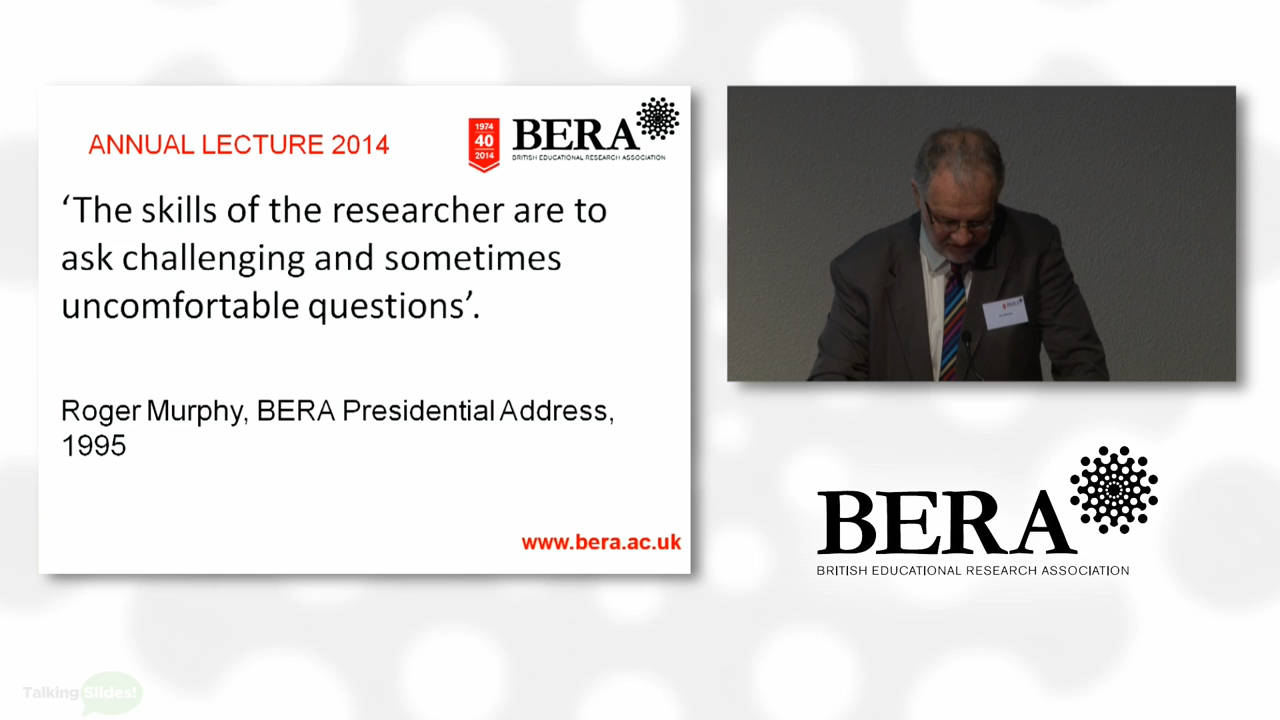 ANNUAL LECTURE 2014
1974
40
2014
BERA
BRITISH EDUCATIONAL RESEARCH ASSOCIATION
‘The skills of the researcher are to
ask challenging and sometimes
uncomfortable questions’.
Roger Murphy, BERA Presidential Address,
1995
www.bera.ac.uk
BERA
BERA
BRITISH EDUCATIONAL RESEARCH ASSOCIATION
Talking Slides!